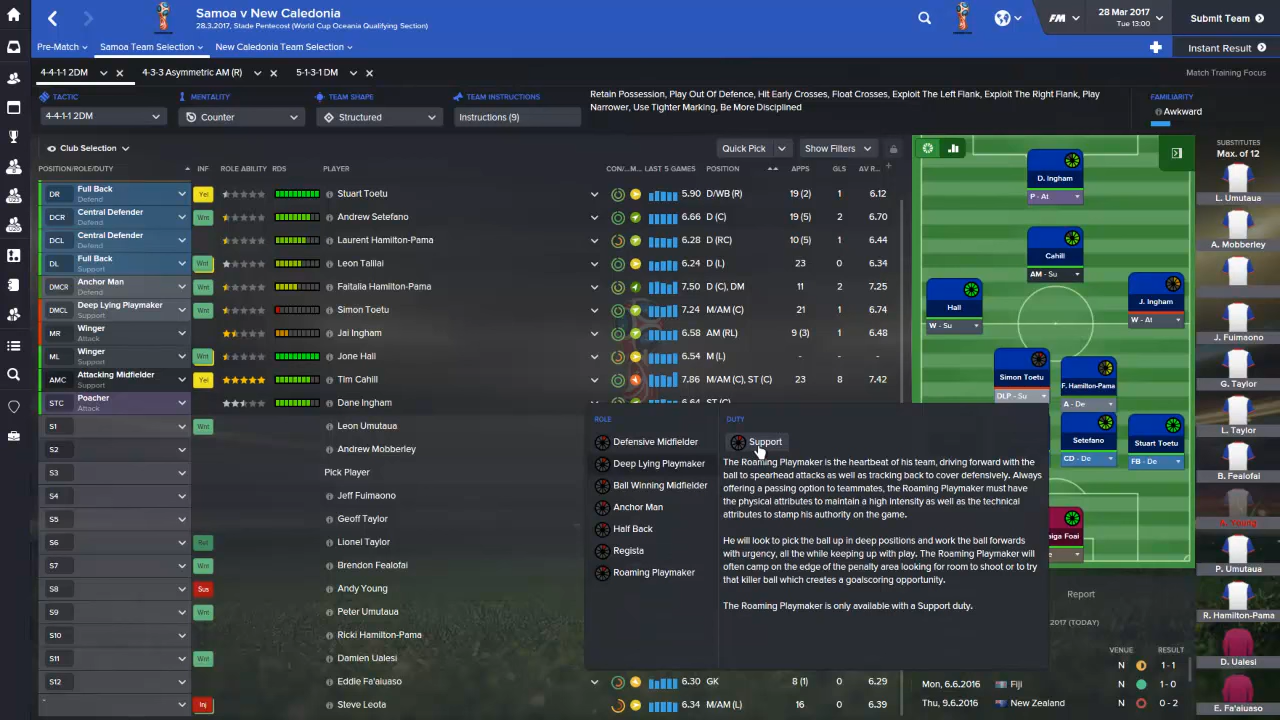 Samoa v New Caledonia
28.3.2017, Stade Pentecost (World Cup Oceania Qualifying Section)
FM
28 Mar 2017
Tue 13:00
Submit Team
Pre-Match
Samoa Team Selection
New Caledonia Team Selection
Instant Result
4-4-1-1 2DM
4-3-3 Asymmetric AM (R)
5-1-3-1 DM
Match Training Focus
TACTIC
MENTALITY
TEAM SHAPE
TEAM INSTRUCTIONS
4-4-1-1 2DM
Counter
Structured
Instructions (9)
Retain Possession, Play Out Of Defence, Hit Early Crosses, Float Crosses, Exploit The Left Flank, Exploit The Right Flank, Play
Narrower, Use Tighter Marking, Be More Disciplined
FAMILIARITY
Awkward
Club Selection
Quick Pick
Show Filters
SUBSTITUTES
Max. of 12
POSITION/ROLE/DUTY INF ROLE ABILITY RDS PLAYER CON... M... LAST 5 GAMES POSITION APPS GLS AV R...
DR Full Back Defend Yel Stuart Toetu 5.90 D/WB (R) 19 (2) 1 6.12
DCR Central Defender Defend Wnt Andrew Setefano 6.66 D (C) 19 (5) 2 6.70
DCL Central Defender Defend Laurent Hamilton-Pama 6.28 D (RC) 10 (5) 1 6.44
DL Full Back Support Wnt Leon Taillai 6.24 D (L) 23 0 6.34
DMCR Anchor Man Defend Wnt Faitalia Hamilton-Pama 7.50 D (C), DM 11 2 7.25
DMCL Deep Lying Playmaker Support Wnt Simon Toetu 7.24 M/AM (C) 21 1 6.74
MR Winger Attack Jai Ingham 6.58 AM (RL) 9 (3) 1 6.48
ML Winger Support Wnt Jone Hall 6.54 M (L) - - -
AMC Attacking Midfielder Support Yel Tim Cahill 7.86 M/AM (C), ST (C) 23 8 7.42
STC Poacher Attack Dane Ingham
S1 Wnt Leon Umutaua
S2 Andrew Mobberley
S3 Pick Player
S4 Jeff Fuimaono
S5 Geoff Taylor
S6 Lionel Taylor
S7 Wnt Brendon Fealofai
S8 Sus Andy Young
S9 Wnt Peter Umutaua
S10 Ricki Hamilton-Pama
S11 Wnt Damien Ualesi
S12 Eddie Fa'aiuaso 6.30 GK 8 (1) 0 6.29
- Inj Steve Leota 6.34 M/AM (L) 16 0 6.39
ROLE
DUTY
Defensive Midfielder
Deep Lying Playmaker
Ball Winning Midfielder
Anchor Man
Half Back
Regista
Roaming Playmaker
Support
The Roaming Playmaker is the heartbeat of his team, driving forward with the
ball to spearhead attacks as well as tracking back to cover defensively. Always
offering a passing option to teammates, the Roaming Playmaker must have
the physical attributes to maintain a high intensity as well as the technical
attributes to stamp his authority on the game.
He will look to pick the ball up in deep positions and work the ball forwards
with urgency, all the while keeping up with play. The Roaming Playmaker will
often camp on the edge of the penalty area looking for room to shoot or to try
that killer ball which creates a goalscoring opportunity.
The Roaming Playmaker is only available with a Support duty.
D. Ingham
P - At
Cahill
AM - Su
Hall
W - Su
J. Ingham
W - At
Simon Toetu
DLP - Su
F. Hamilton-Pama
A - De
Setefano
CD - De
Stuart Toetu
FB - De
Report
2017 (TODAY)
VENUE RESULT
N 1-1
Mon, 6.6.2016 Fiji N 1-0
Thu, 9.6.2016 New Zealand N 0-2
L. Umutaua
A. Mobberley
J. Fuimaono
G. Taylor
L. Taylor
B. Fealofai
A. Young
P. Umutaua
R. Hamilton-Pama
D. Ualesi
E. Fa'aiuaso